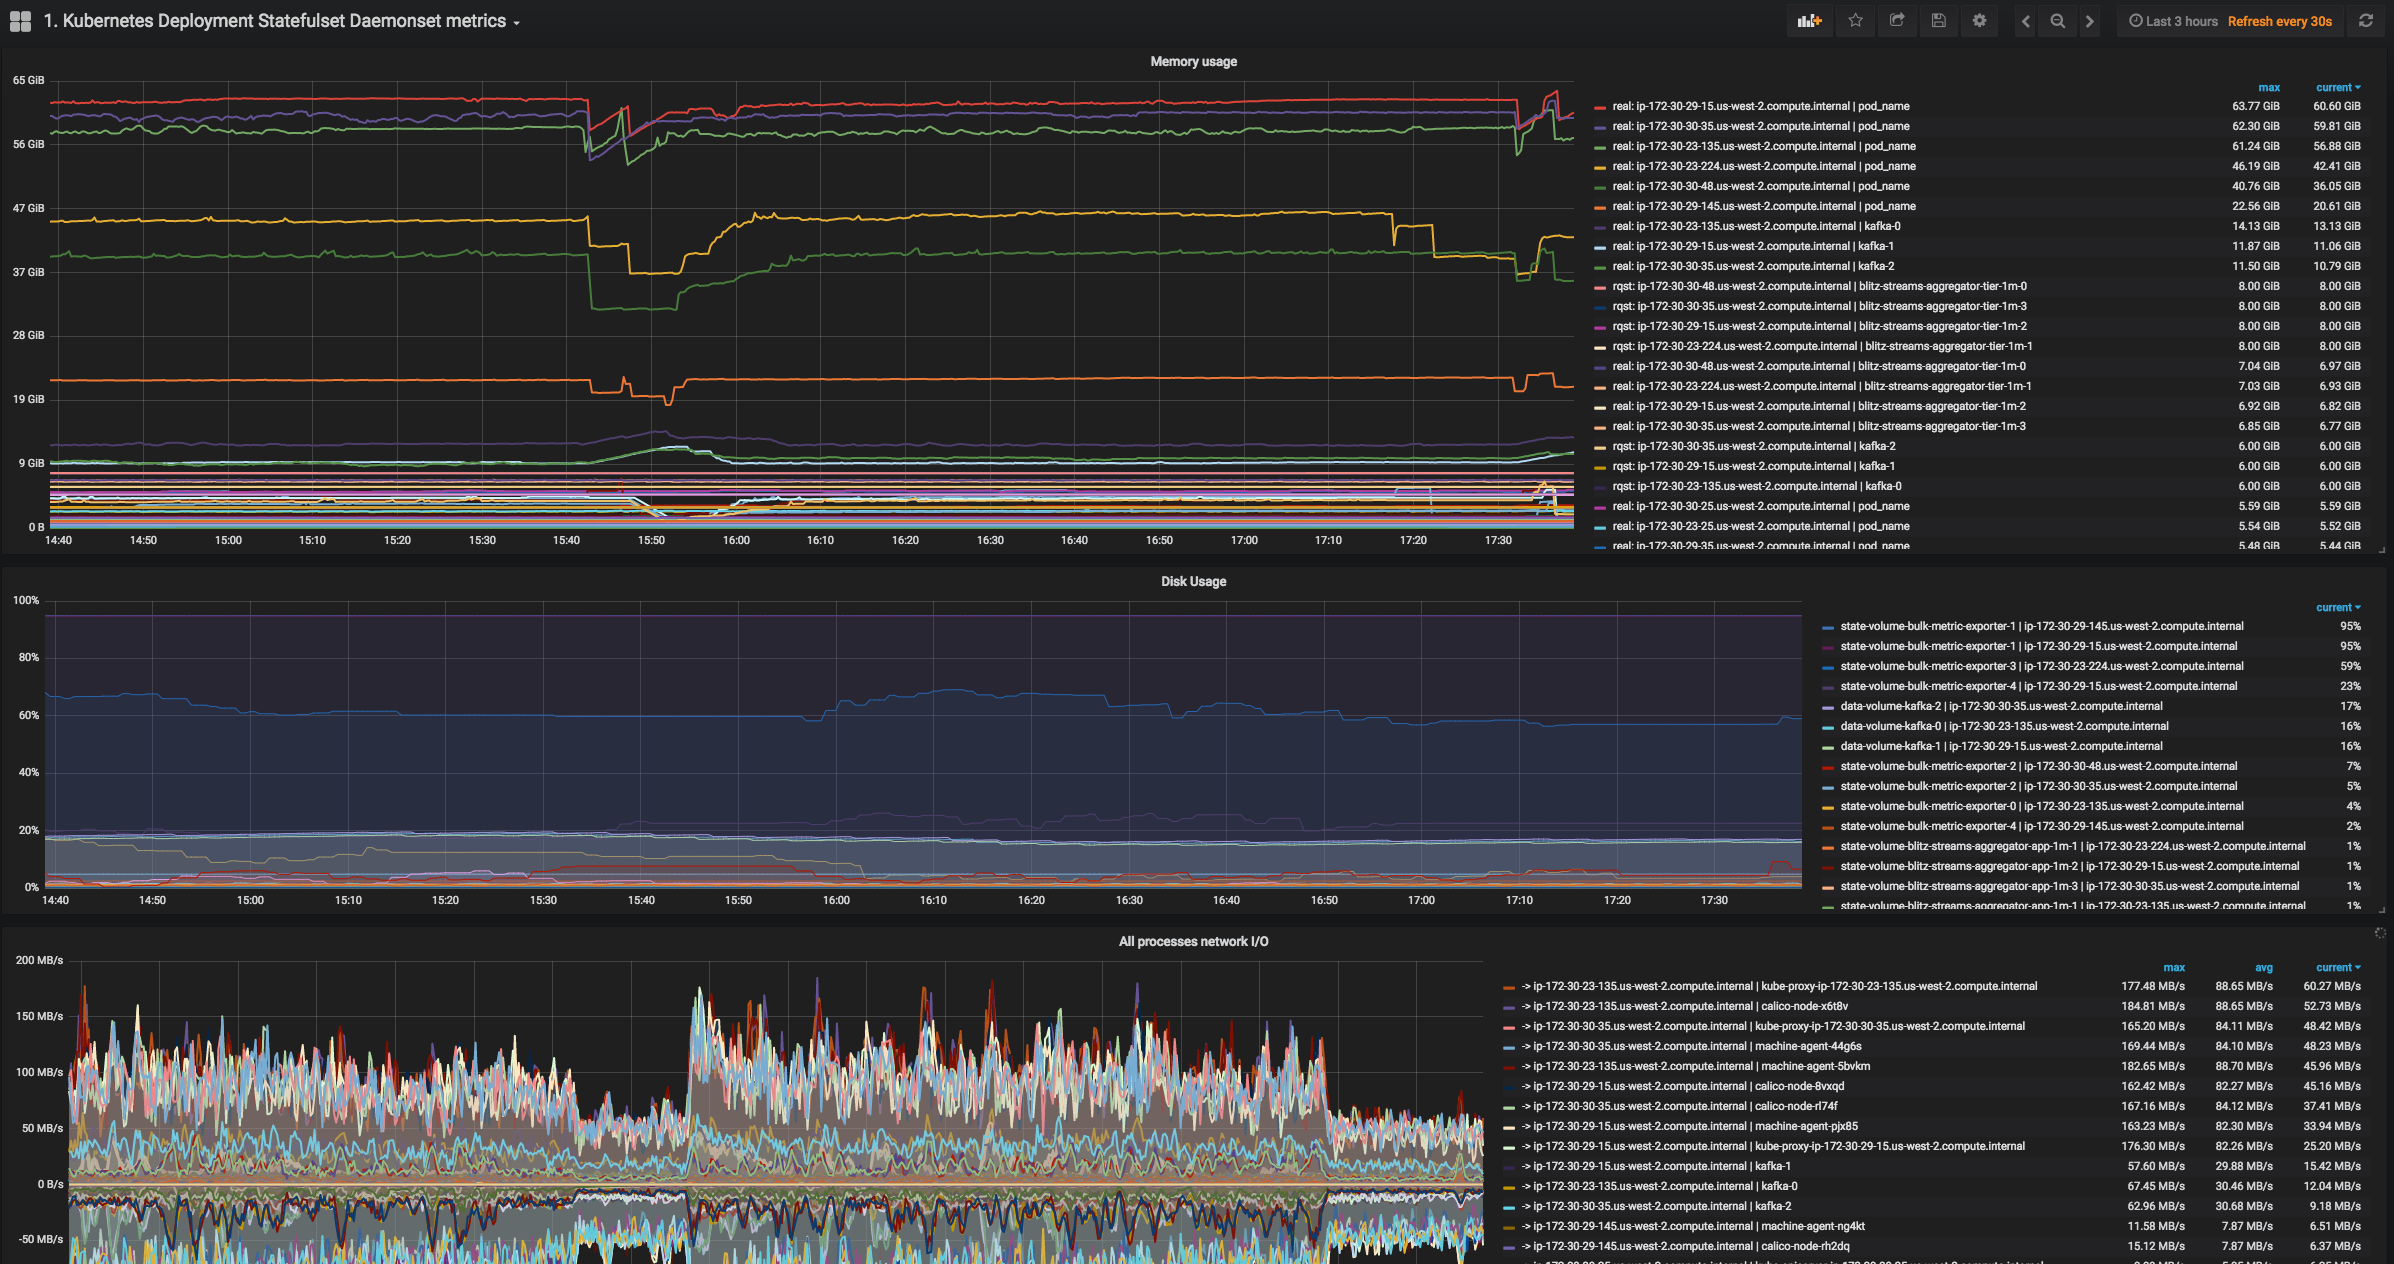 1. Kubernetes Deployment Statefulset Daemonset metrics
Last 3 hours Refresh every 30s
Memory usage
65 GiB
56 GiB
47 GiB
37 GiB
28 GiB
19 GiB
9 GiB
0 B
14:40 14:50 15:00 15:10 15:20 15:30 15:40 15:50 16:00 16:10 16:20 16:30 16:40 16:50 17:00 17:10 17:20 17:30
max current
real: ip-172-30-29-15.us-west-2.compute.internal | pod_name 63.77 GiB 60.60 GiB
real: ip-172-30-30-35.us-west-2.compute.internal | pod_name 62.30 GiB 59.81 GiB
real: ip-172-30-23-135.us-west-2.compute.internal | pod_name 61.24 GiB 56.88 GiB
real: ip-172-30-23-224.us-west-2.compute.internal | pod_name 46.19 GiB 42.41 GiB
real: ip-172-30-30-48.us-west-2.compute.internal | pod_name 40.76 GiB 36.05 GiB
real: ip-172-30-29-145.us-west-2.compute.internal | pod_name 22.56 GiB 20.61 GiB
real: ip-172-30-23-135.us-west-2.compute.internal | kafka-0 14.13 GiB 13.13 GiB
real: ip-172-30-29-15.us-west-2.compute.internal | kafka-1 11.87 GiB 11.06 GiB
real: ip-172-30-30-35.us-west-2.compute.internal | kafka-2 11.50 GiB 10.79 GiB
rqst: ip-172-30-30-48.us-west-2.compute.internal | blitz-streams-aggregator-tier-1m-0 8.00 GiB 8.00 GiB
rqst: ip-172-30-30-35.us-west-2.compute.internal | blitz-streams-aggregator-tier-1m-3 8.00 GiB 8.00 GiB
rqst: ip-172-30-29-15.us-west-2.compute.internal | blitz-streams-aggregator-tier-1m-2 8.00 GiB 8.00 GiB
rqst: ip-172-30-23-224.us-west-2.compute.internal | blitz-streams-aggregator-tier-1m-1 8.00 GiB 8.00 GiB
real: ip-172-30-30-48.us-west-2.compute.internal | blitz-streams-aggregator-tier-1m-0 7.04 GiB 6.97 GiB
real: ip-172-30-23-224.us-west-2.compute.internal | blitz-streams-aggregator-tier-1m-1 7.03 GiB 6.93 GiB
real: ip-172-30-29-15.us-west-2.compute.internal | blitz-streams-aggregator-tier-1m-2 6.92 GiB 6.82 GiB
real: ip-172-30-30-35.us-west-2.compute.internal | blitz-streams-aggregator-tier-1m-3 6.85 GiB 6.77 GiB
rqst: ip-172-30-30-35.us-west-2.compute.internal | kafka-2 6.00 GiB 6.00 GiB
rqst: ip-172-30-29-15.us-west-2.compute.internal | kafka-1 6.00 GiB 6.00 GiB
rqst: ip-172-30-23-135.us-west-2.compute.internal | kafka-0 6.00 GiB 6.00 GiB
real: ip-172-30-30-25.us-west-2.compute.internal | pod_name 5.59 GiB 5.59 GiB
real: ip-172-30-23-25.us-west-2.compute.internal | pod_name 5.54 GiB 5.52 GiB
real: ip-172-30-29-35.us-west-2.compute.internal | pod_name 5.48 GiB 5.44 GiB
Disk Usage
100%
80%
60%
40%
20%
0%
14:40 14:50 15:00 15:10 15:20 15:30 15:40 15:50 16:00 16:10 16:20 16:30 16:40 16:50 17:00 17:10 17:20 17:30
current
state-volume-bulk-metric-exporter-1 | ip-172-30-29-145.us-west-2.compute.internal 95%
state-volume-bulk-metric-exporter-1 | ip-172-30-29-15.us-west-2.compute.internal 95%
state-volume-bulk-metric-exporter-3 | ip-172-30-23-224.us-west-2.compute.internal 59%
state-volume-bulk-metric-exporter-4 | ip-172-30-29-15.us-west-2.compute.internal 23%
data-volume-kafka-2 | ip-172-30-30-35.us-west-2.compute.internal 17%
data-volume-kafka-0 | ip-172-30-23-135.us-west-2.compute.internal 16%
data-volume-kafka-1 | ip-172-30-29-15.us-west-2.compute.internal 16%
state-volume-bulk-metric-exporter-2 | ip-172-30-30-48.us-west-2.compute.internal 7%
state-volume-bulk-metric-exporter-2 | ip-172-30-30-35.us-west-2.compute.internal 5%
state-volume-bulk-metric-exporter-0 | ip-172-30-23-135.us-west-2.compute.internal 4%
state-volume-bulk-metric-exporter-4 | ip-172-30-29-145.us-west-2.compute.internal 2%
state-volume-blitz-streams-aggregator-app-1m-1 | ip-172-30-23-224.us-west-2.compute.internal 1%
state-volume-blitz-streams-aggregator-app-1m-2 | ip-172-30-29-15.us-west-2.compute.internal 1%
state-volume-blitz-streams-aggregator-app-1m-3 | ip-172-30-30-35.us-west-2.compute.internal 1%
state-volume-blitz-streams-aggregator-app-1m-1 | ip-172-30-23-135.us-west-2.compute.internal 1%
All processes network I/O
200 MB/s
150 MB/s
100 MB/s
50 MB/s
0 B/s
-50 MB/s
max avg current
-> ip-172-30-23-135.us-west-2.compute.internal | kube-proxy-ip-172-30-23-135.us-west-2.compute.internal 177.48 MB/s 88.65 MB/s 60.27 MB/s
-> ip-172-30-23-135.us-west-2.compute.internal | calico-node-x6t8v 184.81 MB/s 88.65 MB/s 52.73 MB/s
-> ip-172-30-30-35.us-west-2.compute.internal | kube-proxy-ip-172-30-30-35.us-west-2.compute.internal 165.20 MB/s 84.11 MB/s 48.42 MB/s
-> ip-172-30-30-35.us-west-2.compute.internal | machine-agent-44g6s 169.44 MB/s 84.10 MB/s 48.23 MB/s
-> ip-172-30-23-135.us-west-2.compute.internal | machine-agent-5bvkm 182.65 MB/s 88.70 MB/s 45.96 MB/s
-> ip-172-30-29-15.us-west-2.compute.internal | calico-node-8vxqd 162.42 MB/s 82.27 MB/s 45.16 MB/s
-> ip-172-30-30-35.us-west-2.compute.internal | calico-node-rl74f 167.16 MB/s 84.12 MB/s 37.41 MB/s
-> ip-172-30-29-15.us-west-2.compute.internal | machine-agent-pjx85 163.23 MB/s 82.30 MB/s 33.94 MB/s
-> ip-172-30-29-15.us-west-2.compute.internal | kube-proxy-ip-172-30-29-15.us-west-2.compute.internal 176.30 MB/s 82.26 MB/s 25.20 MB/s
-> ip-172-30-29-15.us-west-2.compute.internal | kafka-1 57.60 MB/s 29.88 MB/s 15.42 MB/s
-> ip-172-30-23-135.us-west-2.compute.internal | kafka-0 67.45 MB/s 30.46 MB/s 12.04 MB/s
-> ip-172-30-30-35.us-west-2.compute.internal | kafka-2 62.96 MB/s 30.68 MB/s 9.18 MB/s
-> ip-172-30-29-145.us-west-2.compute.internal | machine-agent-ng4kt 11.58 MB/s 7.87 MB/s 6.51 MB/s
-> ip-172-30-29-145.us-west-2.compute.internal | calico-node-rh2dq 15.12 MB/s 7.87 MB/s 6.37 MB/s